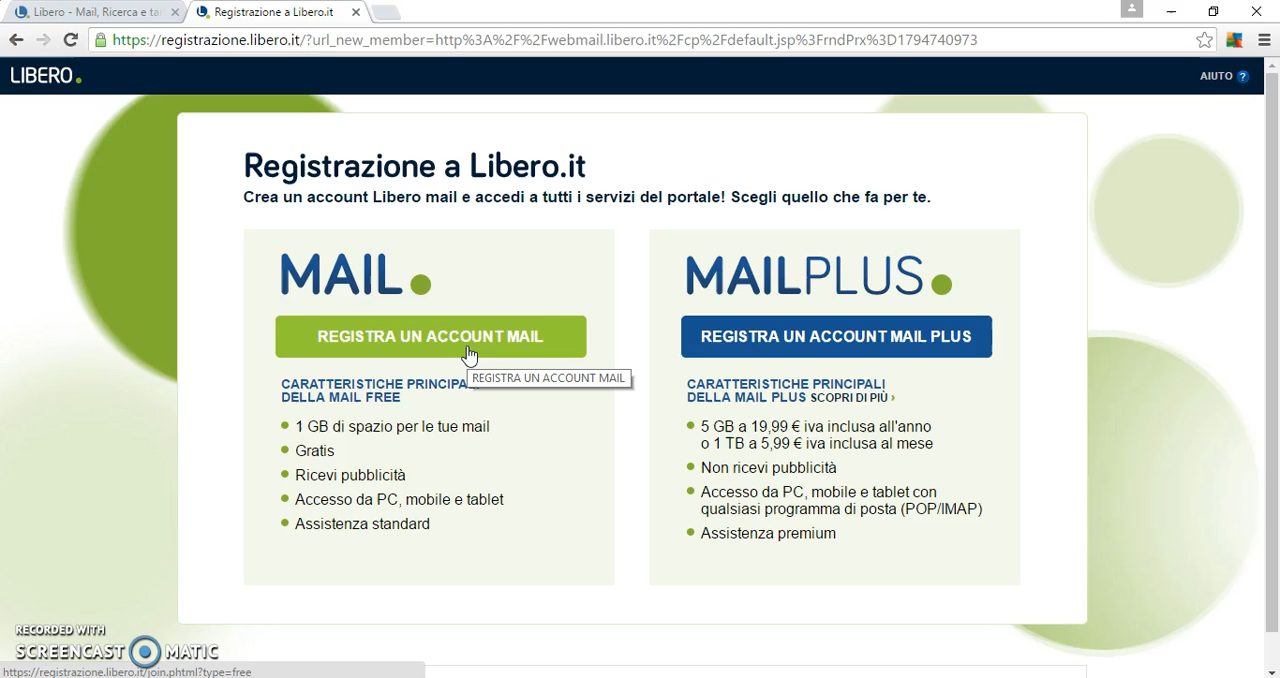 Libero - Mail, Ricerca e ta
Registrazione a Libero.it
https://registrazione.libero.it/?url_new_member=http%3A%2F%2Fwebmail.libero.it%2Fcp%2Fdefault.jsp%3FrndPrx%3D1794740973
LIBERO
AIUTO ?
Registrazione a Libero.it
Crea un account Libero mail e accedi a tutti i servizi del portale! Scegli quello che fa per te.
MAIL
REGISTRA UN ACCOUNT MAIL
REGISTRA UN ACCOUNT MAIL
CARATTERISTICHE PRINCIPA
DELLA MAIL FREE
1 GB di spazio per le tue mail
Gratis
Ricevi pubblicità
Accesso da PC, mobile e tablet
Assistenza standard
MAILPLUS
REGISTRA UN ACCOUNT MAIL PLUS
CARATTERISTICHE PRINCIPALI
DELLA MAIL PLUS SCOPRI DI PIÙ ›
5 GB a 19,99 € iva inclusa all'anno
o 1 TB a 5,99 € iva inclusa al mese
Non ricevi pubblicità
Accesso da PC, mobile e tablet con
qualsiasi programma di posta (POP/IMAP)
Assistenza premium
RECORDED WITH
SCREENCAST MATIC
https://registrazione.libero.it/join.phtml?type=free